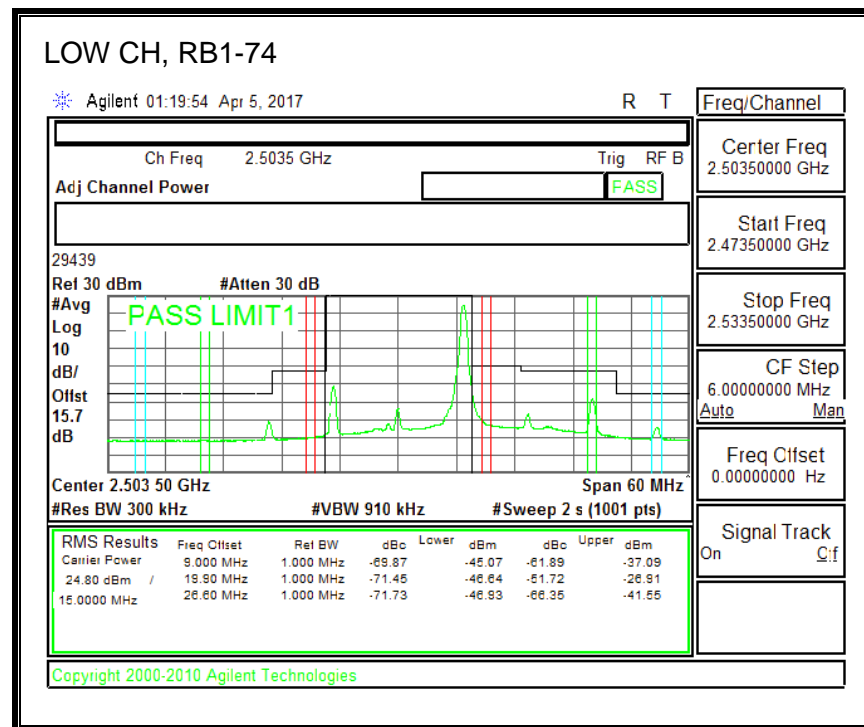 LOW CH, RB1-74
Agilent 01:19:54 Apr 5, 2017 R T
Ch Freq 2.5035 GHz Trig RF B
Adj Channel Power FASS
29439
Ref 30 dBm #Atten 30 dB
#Avg
Log
10
dB/
Offst
15.7
dB
PASS LIMIT1
Center 2.503 50 GHz Span 60 MHz^
#Res BW 300 kHz #VBW 910 kHz #Sweep 2 s (1001 pts)
RMS Results Freq Offset Ref BW dBc Lower dBm dBc Upper dBm
Carrier Power 9.000 MHz 1.000 MHz -69.87 -45.07 -61.89 -37.09
24.80 dBm / 19.90 MHz 1.000 MHz -71.45 -46.64 -51.72 -26.91
15.0000 MHz 26.60 MHz 1.000 MHz -71.73 -46.93 -66.35 -41.55
Copyright 2000-2010 Agilent Technologies
Freq/Channel
Center Freq
2.50350000 GHz
Start Freq
2.47350000 GHz
Stop Freq
2.53350000 GHz
CF Step
6.00000000 MHz
Auto Man
Freq Offset
0.00000000 Hz
Signal Track
On Off